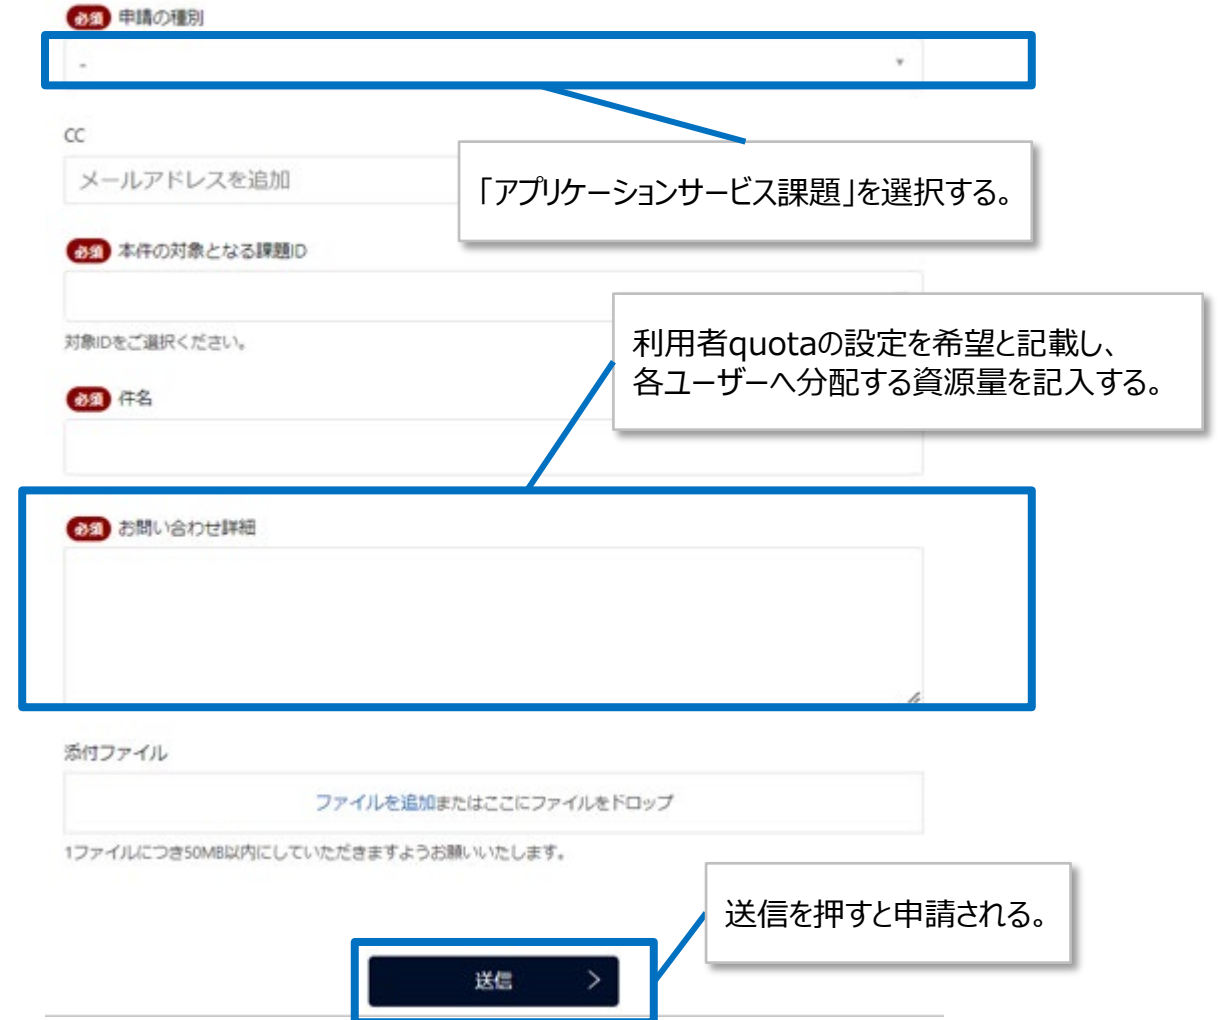 必須 申請の種別
-
CC
メールアドレスを追加
「アプリケーションサービス課題」を選択する。
必須 本件の対象となる課題ID
対象IDをご選択ください。
利用者quotaの設定を希望と記載し、
各ユーザーへ分配する資源量を記入する。
必須 件名
必須 お問い合わせ詳細
添付ファイル
ファイルを追加またはここにファイルをドロップ
1ファイルにつき50MB以内にしていただきますようお願いいたします。
送信を押すと申請される。
送信